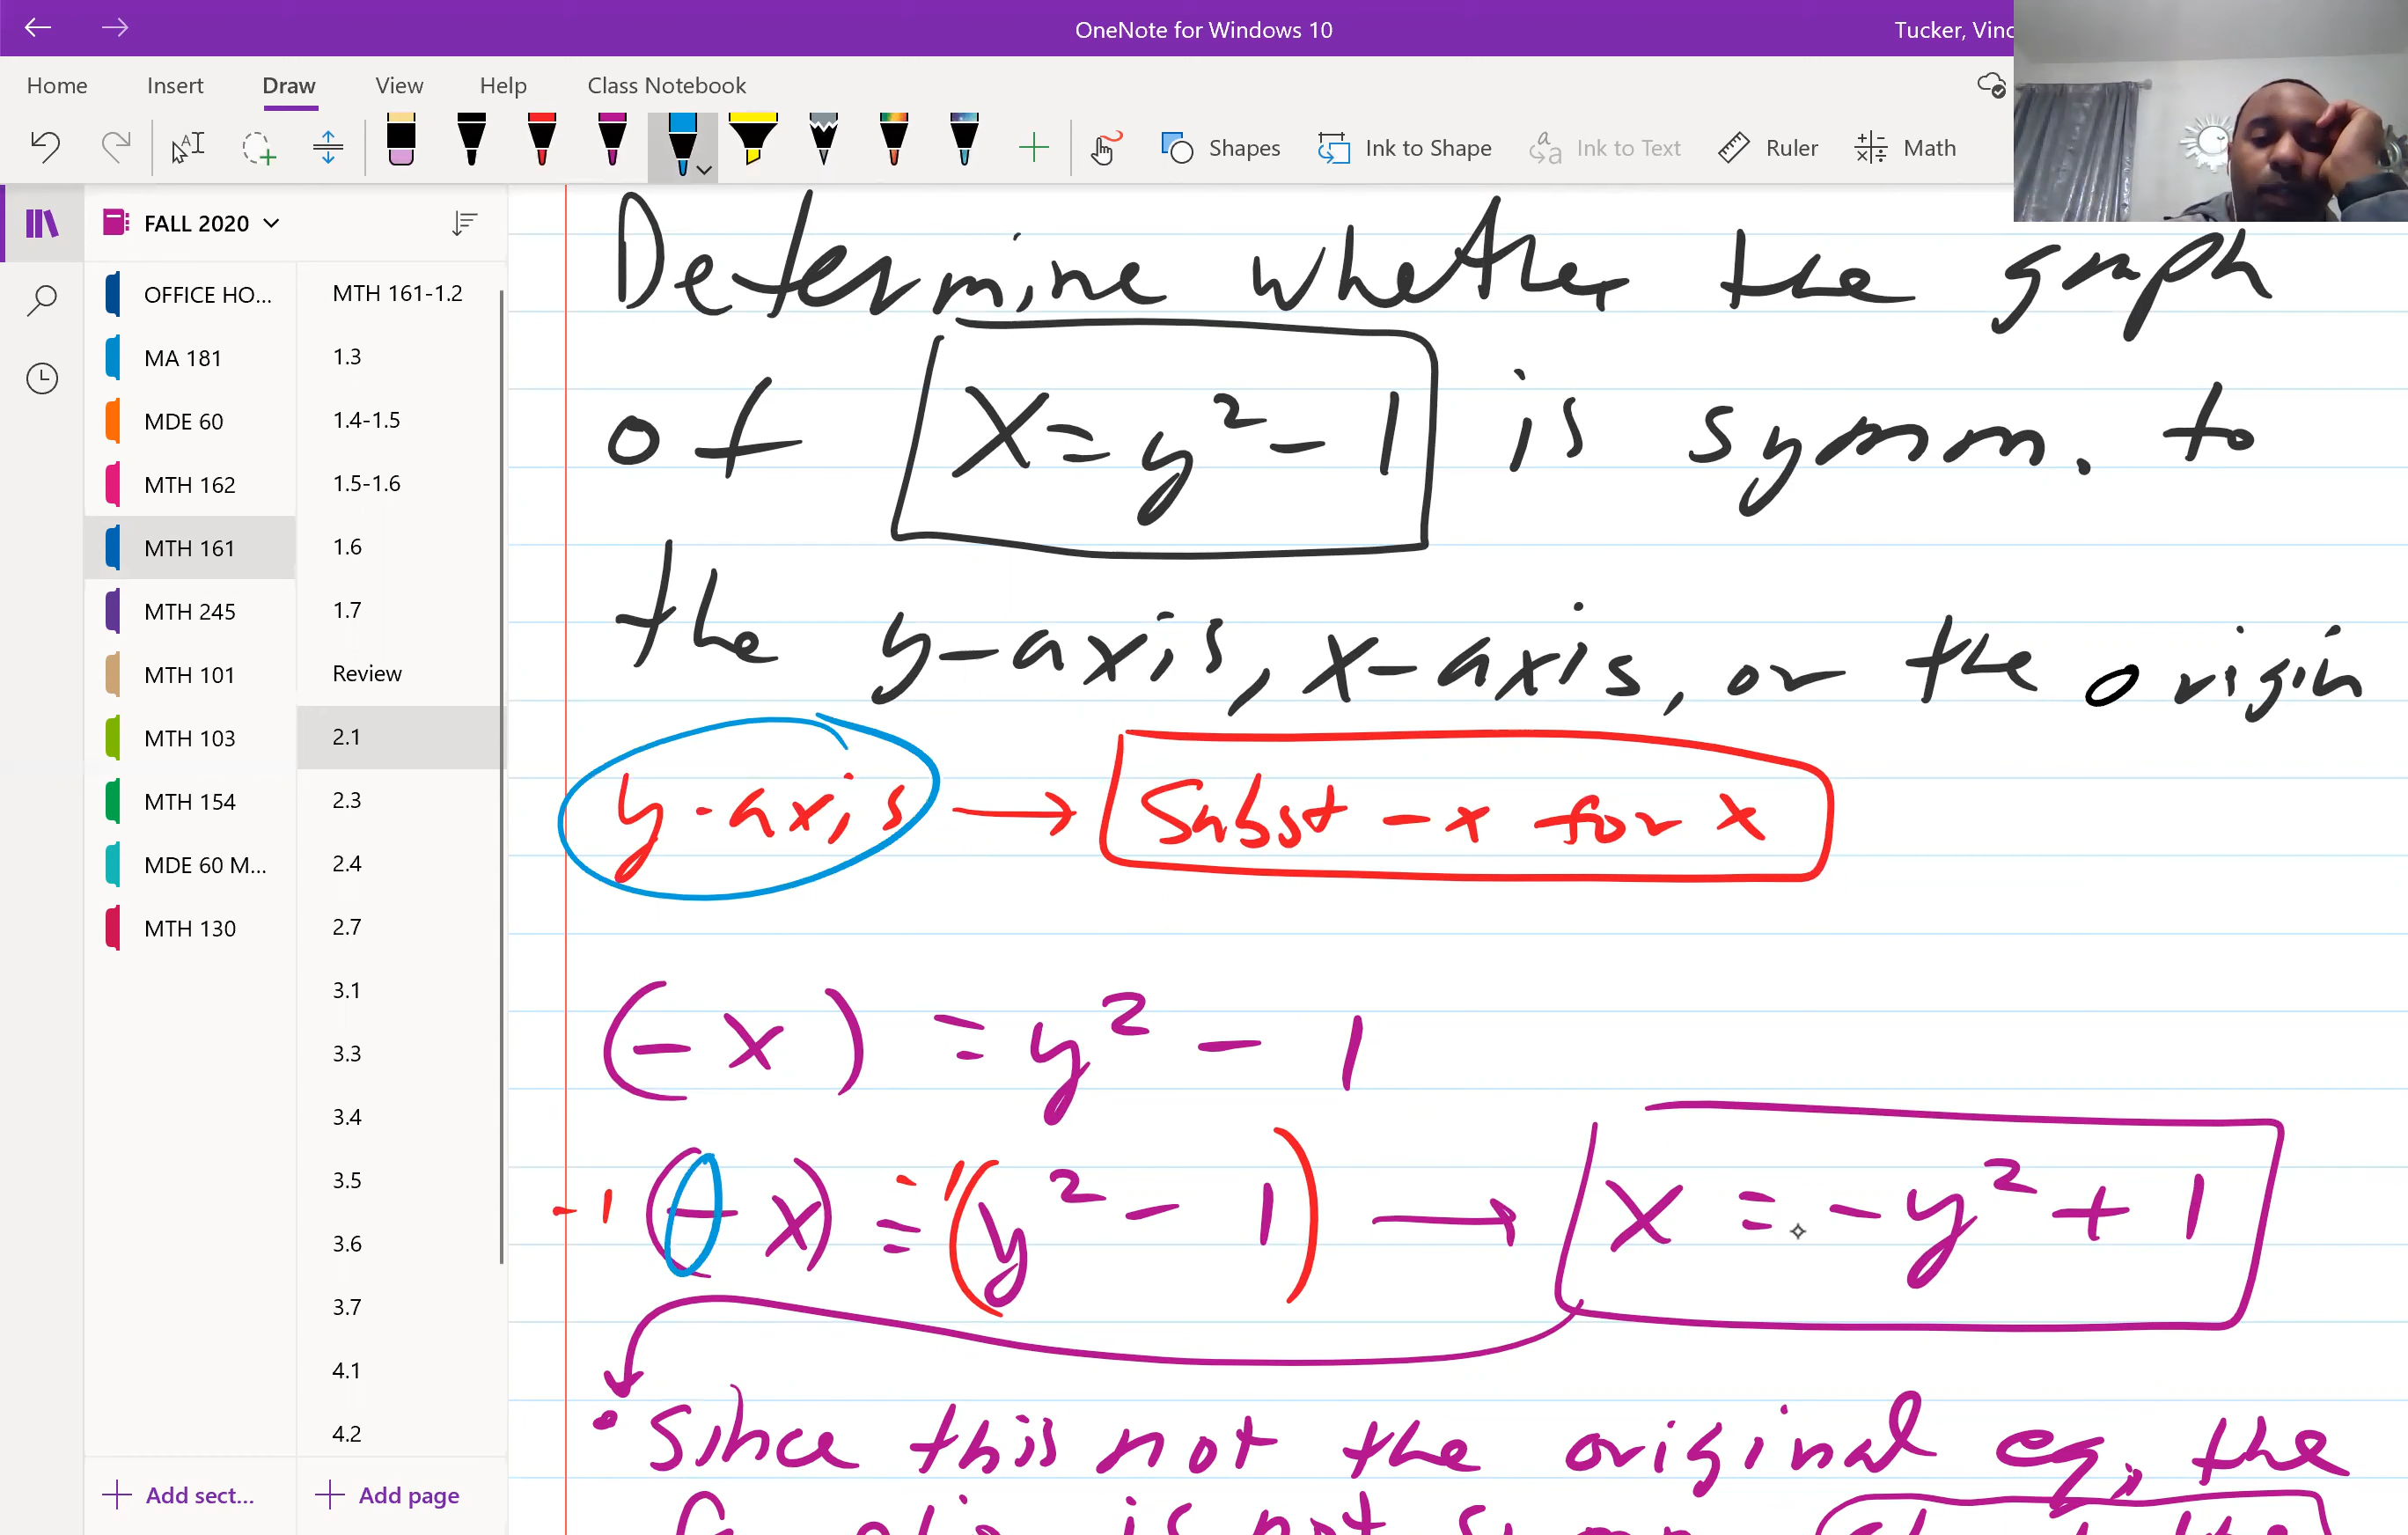 OneNote for Windows 10
Tucker, Vinc
Home Insert Draw View Help Class Notebook
Shapes Ink to Shape Ink to Text Ruler Math
FALL 2020
OFFICE HO...
MA 181
MDE 60
MTH 162
MTH 161
MTH 245
MTH 101
MTH 103
MTH 154
MDE 60 M...
MTH 130
Add sect...
MTH 161-1.2
1.3
1.4-1.5
1.5-1.6
1.6
1.7
Review
2.1
2.3
2.4
2.7
3.1
3.3
3.4
3.5
3.6
3.7
4.1
4.2
Add page
Determine whether the graph
of x = y² - 1 is symm. to
the y-axis, x-axis, or the origin
y-axis → Subst -x for x
(-x) = y² - 1
-1(-x) = -1(y² - 1) → x = -y² + 1
• Since this not the original eq, the
is not